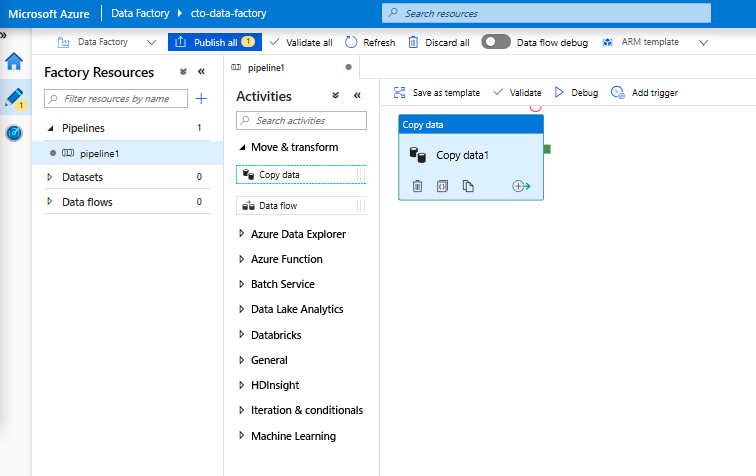 Microsoft Azure Data Factory cto-data-factory Search resources
Data Factory Publish all 1 Validate all Refresh Discard all Data flow debug ARM template
1
Factory Resources
Filter resources by name
Pipelines 1
pipeline1
Datasets 0
Data flows 0
pipeline1
Activities
Search activities
Move & transform
Copy data
Data flow
Azure Data Explorer
Azure Function
Batch Service
Data Lake Analytics
Databricks
General
HDInsight
Iteration & conditionals
Machine Learning
Save as template Validate Debug Add trigger
Copy data
Copy data1